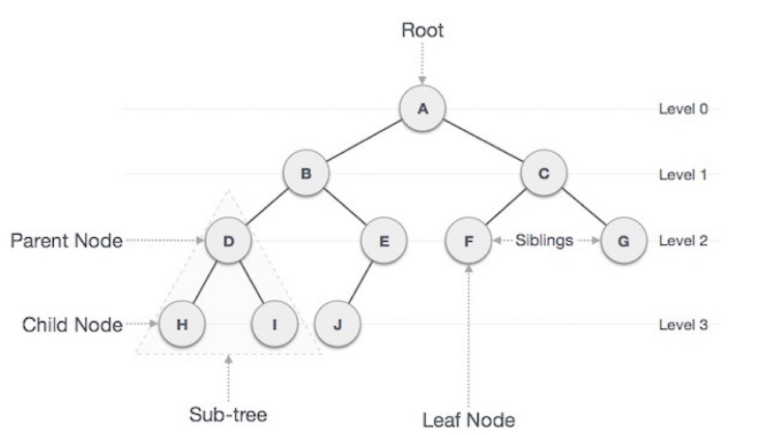 Root
A
Level 0
B
C
Level 1
Parent Node
D
E
F
Siblings
G
Level 2
Child Node
H
I
J
Level 3
Sub-tree
Leaf Node